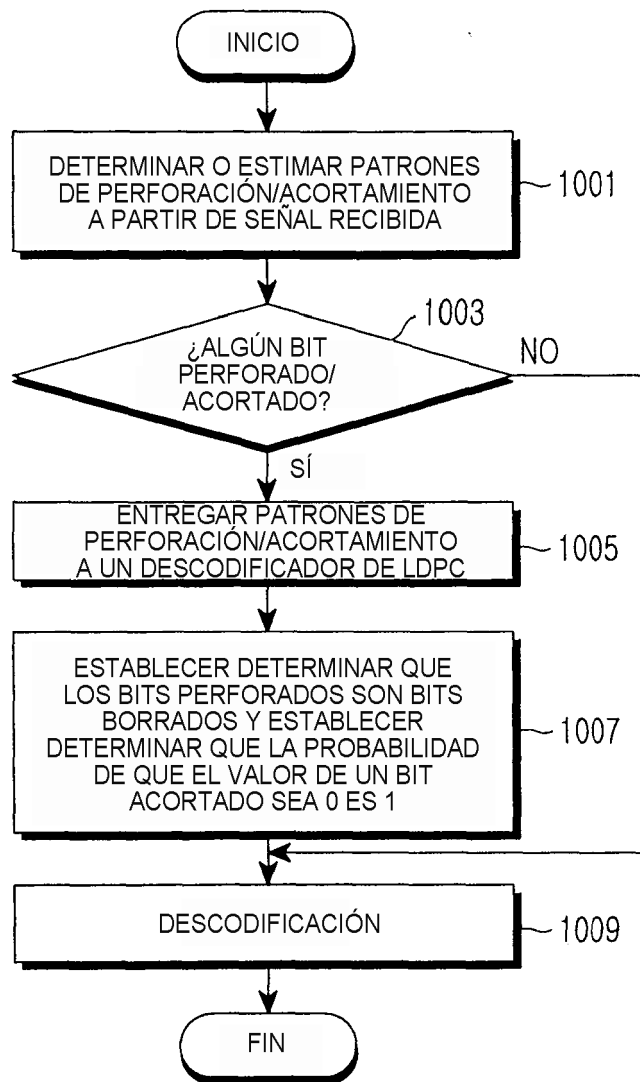 INICIO
DETERMINAR O ESTIMAR PATRONES
DE PERFORACIÓN/ACORTAMIENTO
A PARTIR DE SEÑAL RECIBIDA
1001
1003
¿ALGÚN BIT
PERFORADO/
ACORTADO?
NO
SÍ
ENTREGAR PATRONES DE
PERFORACIÓN/ACORTAMIENTO
A UN DESCODIFICADOR DE LDPC
1005
ESTABLECER DETERMINAR QUE
LOS BITS PERFORADOS SON BITS
BORRADOS Y ESTABLECER
DETERMINAR QUE LA PROBABILIDAD
DE QUE EL VALOR DE UN BIT
ACORTADO SEA 0 ES 1
1007
DESCODIFICACIÓN
1009
FIN